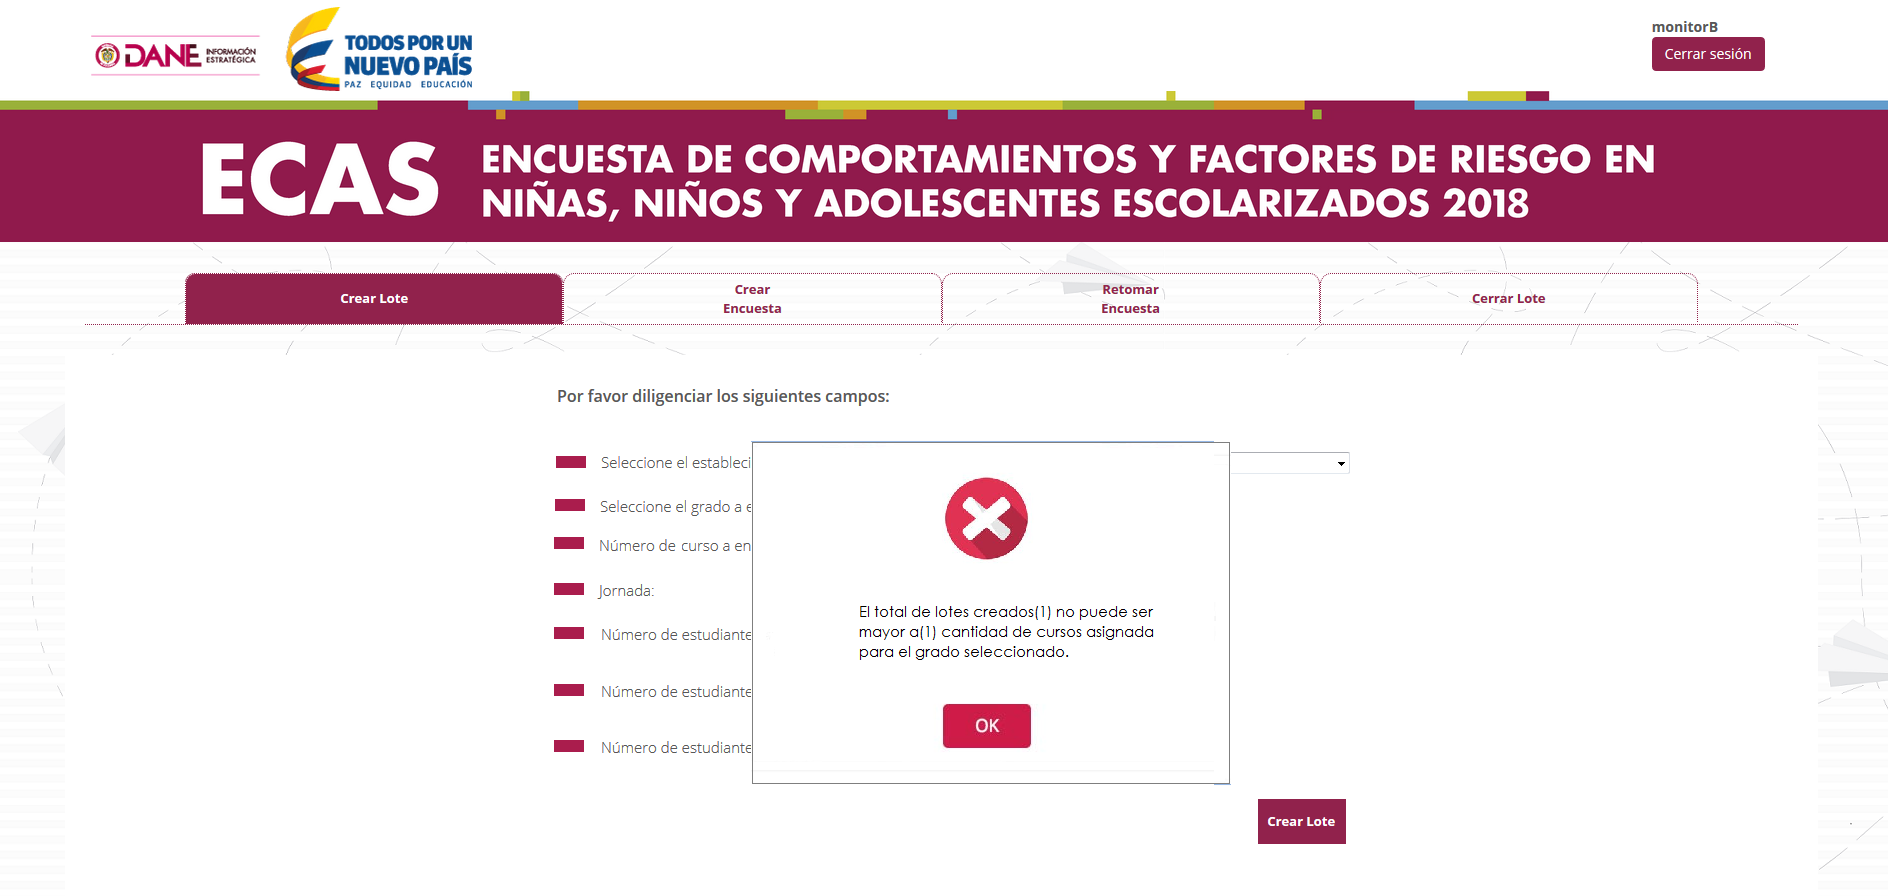 DANE INFORMACIÓN
ESTRATÉGICA
TODOS POR UN
NUEVO PAÍS
PAZ EQUIDAD EDUCACIÓN
monitorB
Cerrar sesión
ECAS
ENCUESTA DE COMPORTAMIENTOS Y FACTORES DE RIESGO EN
NIÑAS, NIÑOS Y ADOLESCENTES ESCOLARIZADOS 2018
Crear Lote
Crear
Encuesta
Retomar
Encuesta
Cerrar Lote
Por favor diligenciar los siguientes campos:
Seleccione el estableci
Seleccione el grado a e
Número de curso a en
Jornada:
Número de estudiante
Número de estudiante
Número de estudiante
El total de lotes creados(1) no puede ser
mayor a(1) cantidad de cursos asignada
para el grado seleccionado.
OK
Crear Lote